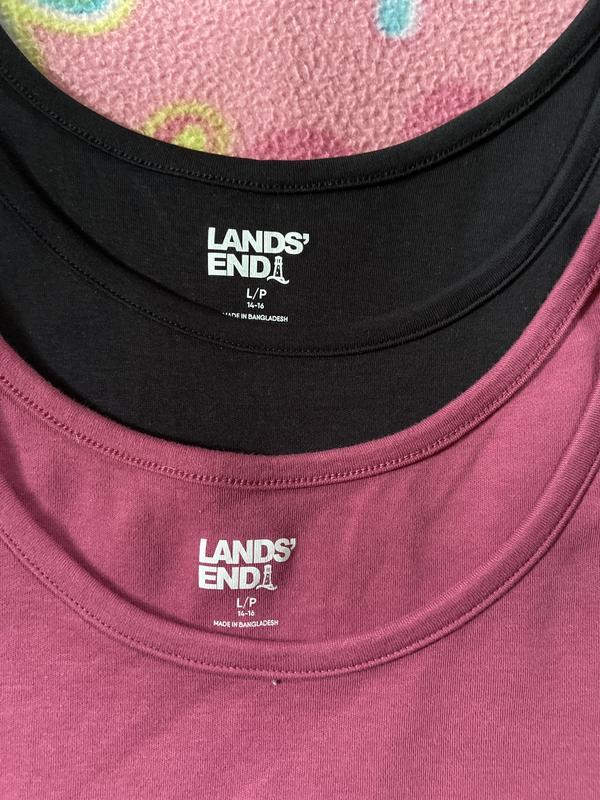 LANDS'
END
L/P
14-16
MADE IN BANGLADESH
LANDS'
END
L/P
14-16
MADE IN BANGLADESH